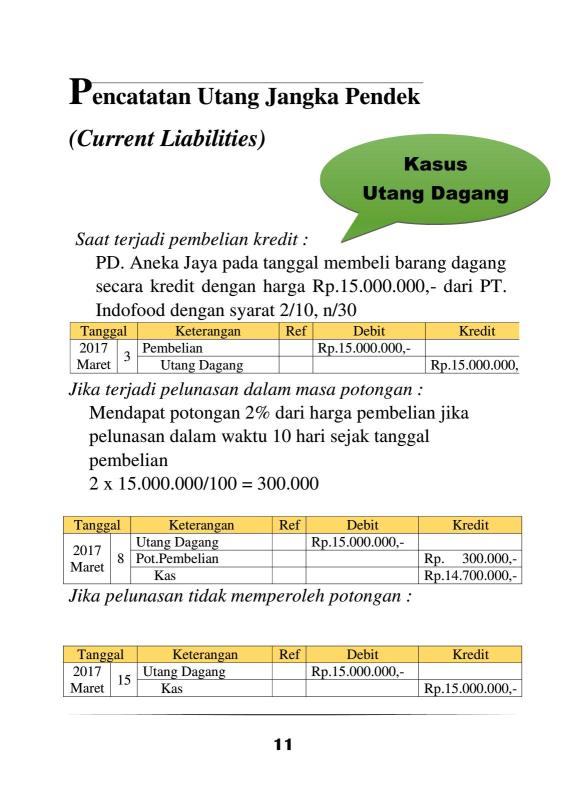 Pencatatan Utang Jangka Pendek
(Current Liabilities)
Kasus
Utang Dagang
Saat terjadi pembelian kredit :
PD. Aneka Jaya pada tanggal membeli barang dagang
secara kredit dengan harga Rp.15.000.000,- dari PT.
Indofood dengan syarat 2/10, n/30
Tanggal Keterangan Ref Debit Kredit
2017 3 Pembelian Rp.15.000.000,-
Maret Utang Dagang Rp.15.000.000,
Jika terjadi pelunasan dalam masa potongan :
Mendapat potongan 2% dari harga pembelian jika
pelunasan dalam waktu 10 hari sejak tanggal
pembelian
2 x 15.000.000/100 = 300.000
Tanggal Keterangan Ref Debit Kredit
2017 8 Utang Dagang Rp.15.000.000,-
Maret Pot.Pembelian Rp. 300.000,-
Kas Rp.14.700.000,-
Jika pelunasan tidak memperoleh potongan :
Tanggal Keterangan Ref Debit Kredit
2017 15 Utang Dagang Rp.15.000.000,-
Maret Kas Rp.15.000.000,-
11